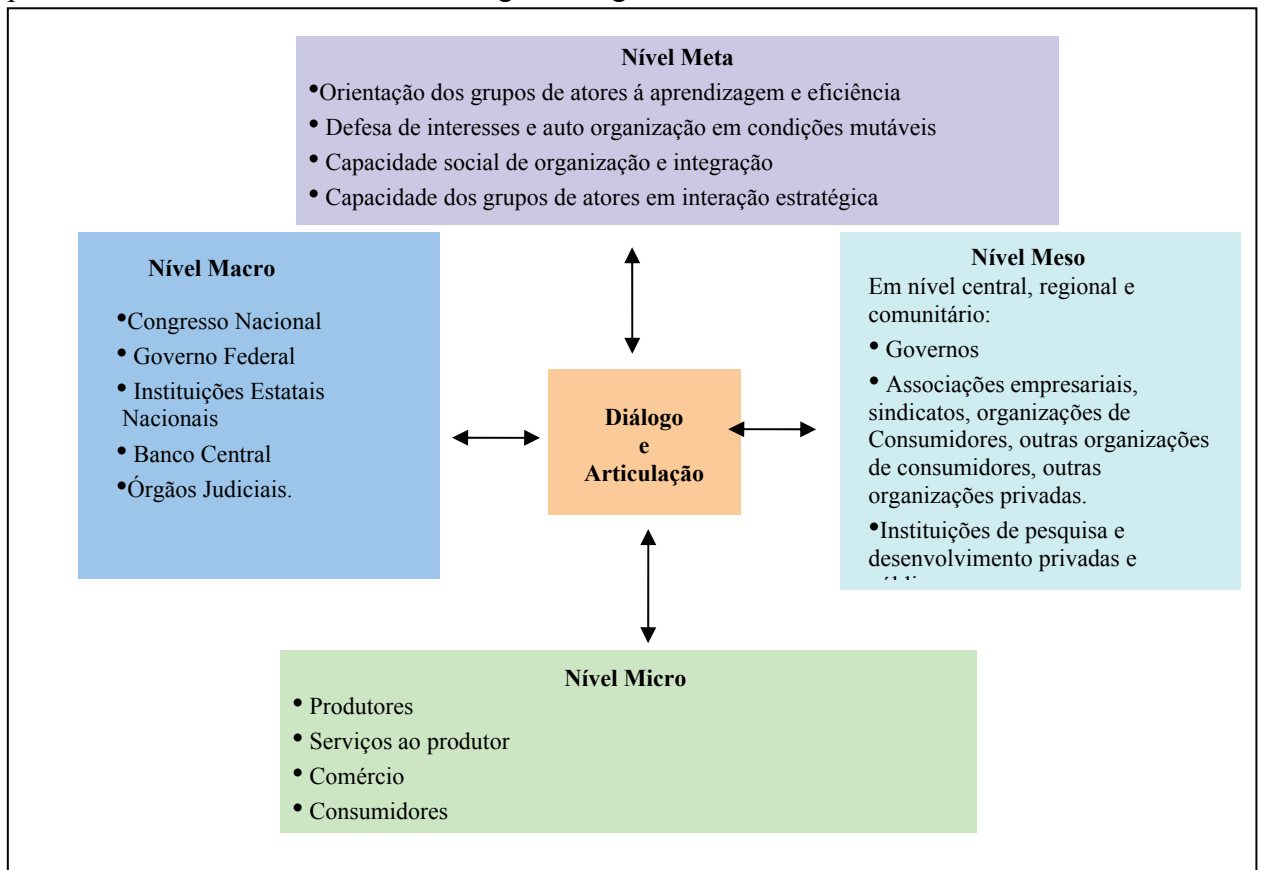 Nível Meta
•Orientação dos grupos de atores á aprendizagem e eficiência
• Defesa de interesses e auto organização em condições mutáveis
• Capacidade social de organização e integração
• Capacidade dos grupos de atores em interação estratégica
Nível Macro
•Congresso Nacional
• Governo Federal
• Instituições Estatais
Nacionais
• Banco Central
•Órgãos Judiciais.
Diálogo
e
Articulação
Nível Meso
Em nível central, regional e
comunitário:
• Governos
• Associações empresariais,
sindicatos, organizações de
Consumidores, outras organizações
de consumidores, outras
organizações privadas.
•Instituições de pesquisa e
desenvolvimento privadas e
Nível Micro
• Produtores
• Serviços ao produtor
• Comércio
• Consumidores